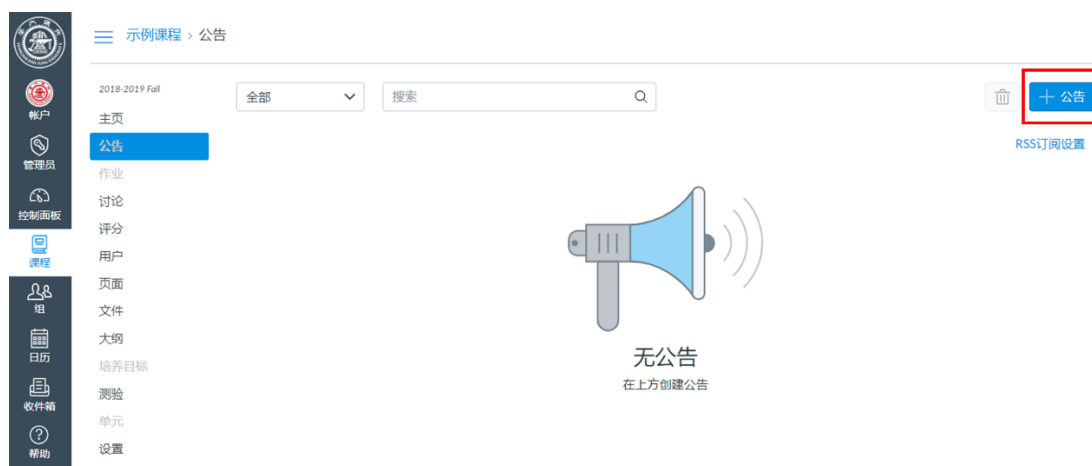 示例课程 › 公告
2018-2019 Fall
全部
搜索
+ 公告
RSS订阅设置
帐户
管理员
控制面板
课程
组
日历
收件箱
帮助
主页
公告
作业
讨论
评分
用户
页面
文件
大纲
培养目标
测验
单元
设置
无公告
在上方创建公告